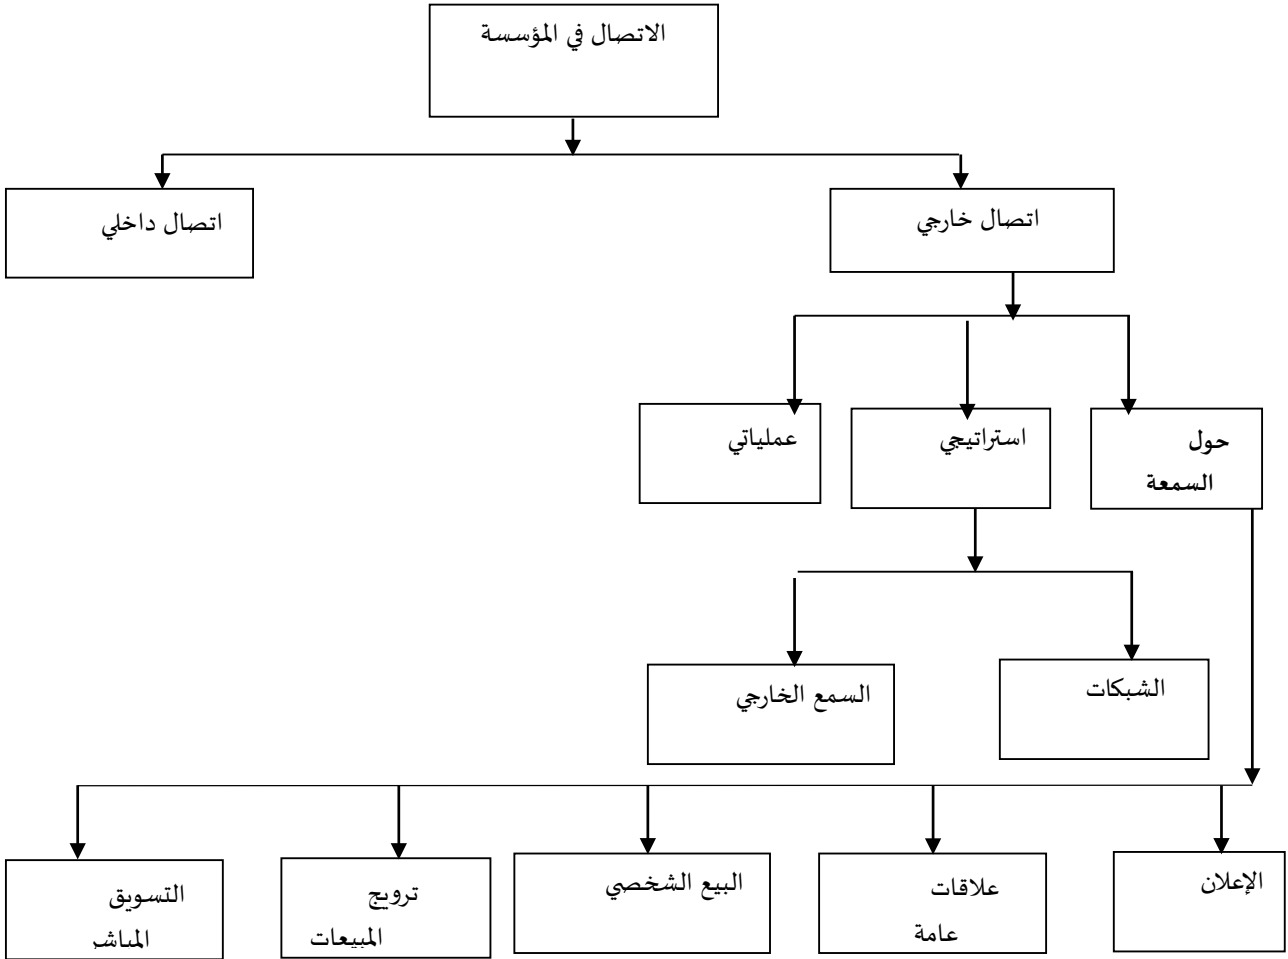 الاتصال في المؤسسة
اتصال خارجي
اتصال داخلي
حول
السمعة
استراتيجي
عملياتي
الشبكات
السمع الخارجي
الإعلان
علاقات
عامة
البيع الشخصي
ترويج
المبيعات
التسويق
المباشر